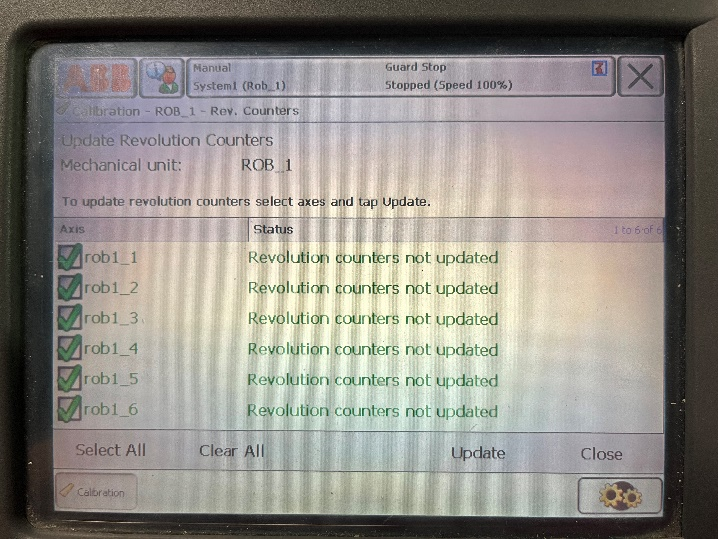 ABB
Manual
Guard Stop
System1 (Rob_1)
Stopped (Speed 100%)
Calibration - ROB_1 - Rev. Counters
Update Revolution Counters
Mechanical unit: ROB_1
To update revolution counters select axes and tap Update.
Axis Status 1 to 6 of 6
rob1_1 Revolution counters not updated
rob1_2 Revolution counters not updated
rob1_3 Revolution counters not updated
rob1_4 Revolution counters not updated
rob1_5 Revolution counters not updated
rob1_6 Revolution counters not updated
Select All Clear All Update Close
Calibration